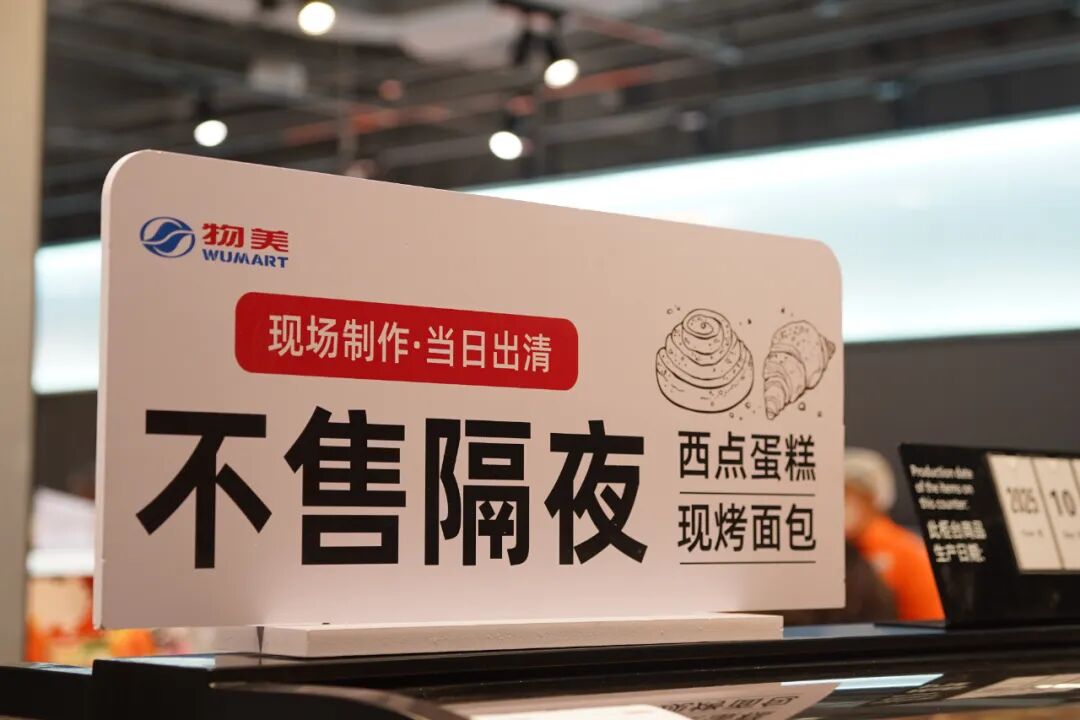 物美
WUMART
现场制作·当日出清
不售隔夜
西点蛋糕
现烤面包
Production date
of the items on
this counter:
此柜台商品
生产日期:
2025
10